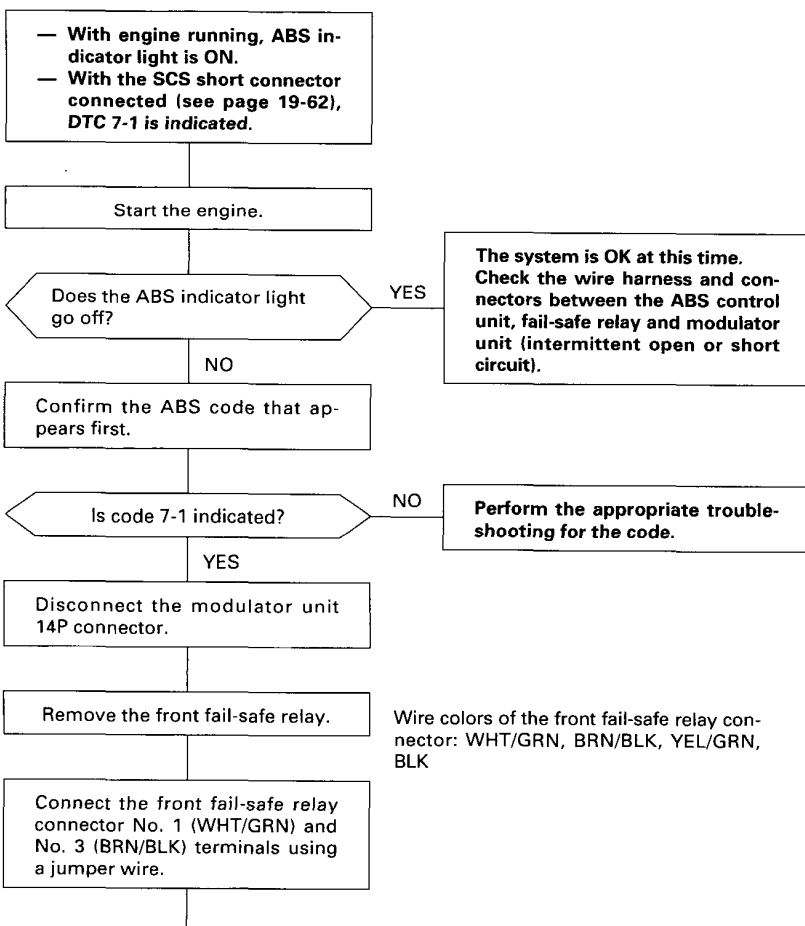 — With engine running, ABS in-
dicator light is ON.
— With the SCS short connector
connected (see page 19-62),
DTC 7-1 is indicated.
Start the engine.
Does the ABS indicator light
go off?
YES
The system is OK at this time.
Check the wire harness and con-
nectors between the ABS control
unit, fail-safe relay and modulator
unit (intermittent open or short
circuit).
NO
Confirm the ABS code that ap-
pears first.
Is code 7-1 indicated?
NO
Perform the appropriate trouble-
shooting for the code.
YES
Disconnect the modulator unit
14P connector.
Remove the front fail-safe relay.
Wire colors of the front fail-safe relay con-
nector: WHT/GRN, BRN/BLK, YEL/GRN,
BLK
Connect the front fail-safe relay
connector No. 1 (WHT/GRN) and
No. 3 (BRN/BLK) terminals using
a jumper wire.